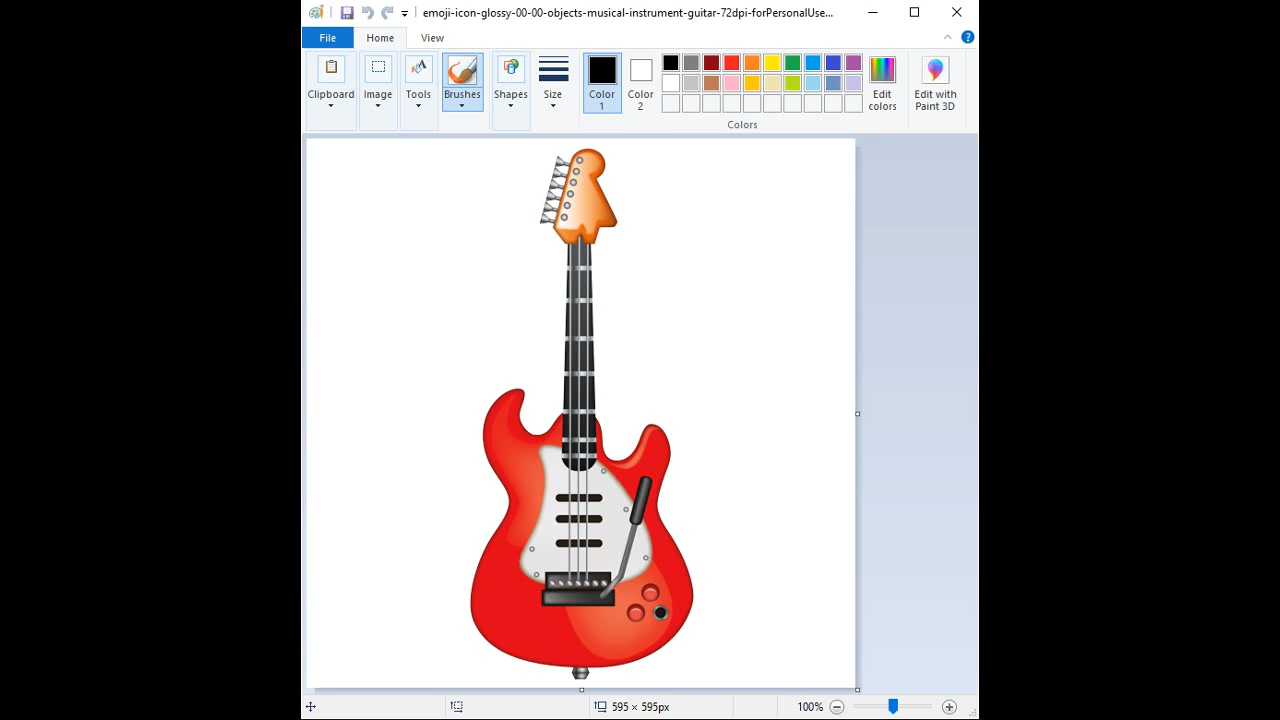 emoji-icon-glossy-00-00-objects-musical-instrument-guitar-72dpi-forPersonalUse...
File Home View
Clipboard
Image
Tools
Brushes
Shapes
Size
Color
1
Color
2
Edit
colors
Edit with
Paint 3D
Colors
595 × 595px
100%